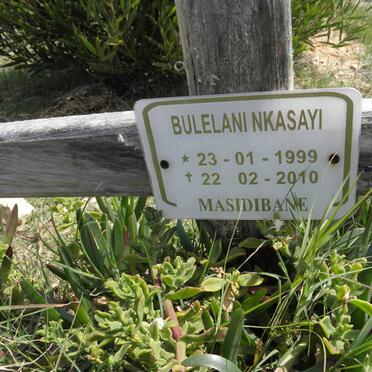 BULELANI NKASAYI
★ 23 - 01 - 1999
† 22 02 - 2010
MASIDIBANE